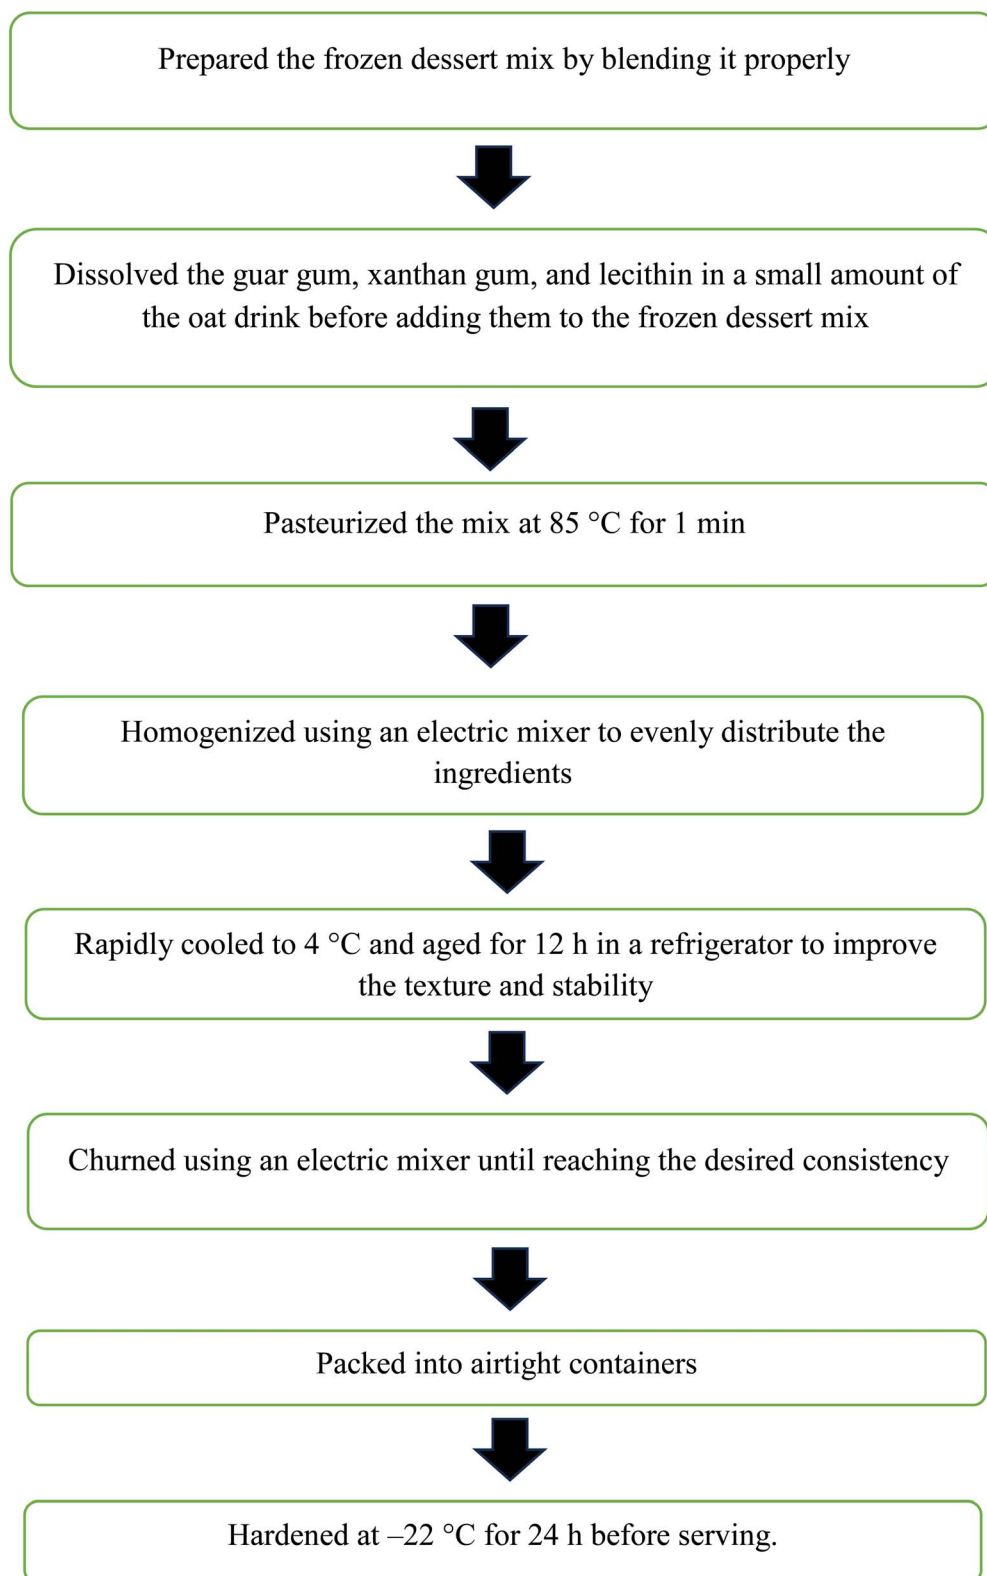 Prepared the frozen dessert mix by blending it properly
Dissolved the guar gum, xanthan gum, and lecithin in a small amount of
the oat drink before adding them to the frozen dessert mix
Pasteurized the mix at 85 °C for 1 min
Homogenized using an electric mixer to evenly distribute the
ingredients
Rapidly cooled to 4 °C and aged for 12 h in a refrigerator to improve
the texture and stability
Churned using an electric mixer until reaching the desired consistency
Packed into airtight containers
Hardened at –22 °C for 24 h before serving.